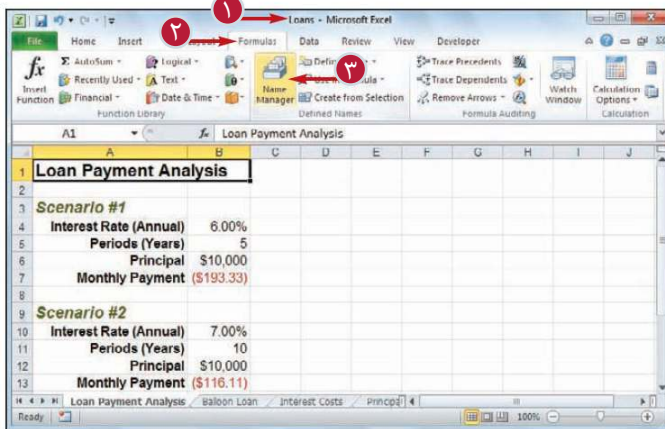 ١
Loans - Microsoft Excel
٢
File Home Insert Formulas Data Review View Developer
Σ AutoSum Logical
Trace Precedents
٣
Recently Used Text
Trace Dependents
Financial Date & Time
Create from Selection
Remove Arrows
fx Insert Function
Name Manager
Watch Window
Calculation Options
Function Library Defined Names Formula Auditing Calculation
A1 fx Loan Payment Analysis
A B C D E F G H I J
1 Loan Payment Analysis
2
3 Scenario #1
4 Interest Rate (Annual) 6.00%
5 Periods (Years) 5
6 Principal $10,000
7 Monthly Payment ($193.33)
8
9 Scenario #2
10 Interest Rate (Annual) 7.00%
11 Periods (Years) 10
12 Principal $10,000
13 Monthly Payment ($116.11)
Loan Payment Analysis Balloon Loan Interest Costs
Ready 100%